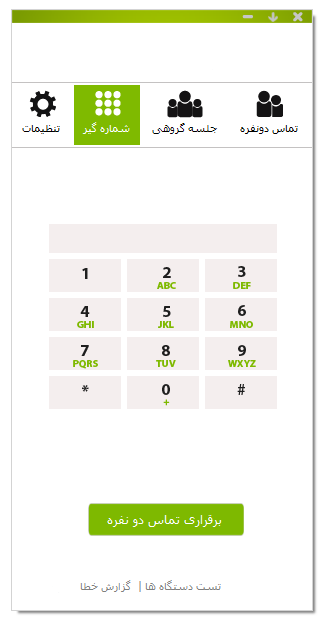 تماس دونفره
جلسه گروهی
شماره گیر
تنظیمات
1
2
3
ABC
DEF
4
5
6
GHI
JKL
MNO
7
8
9
PQRS
TUV
WXYZ
*
0
#
+
برقراری تماس دو نفره
تست دستگاه ها | گزارش خطا